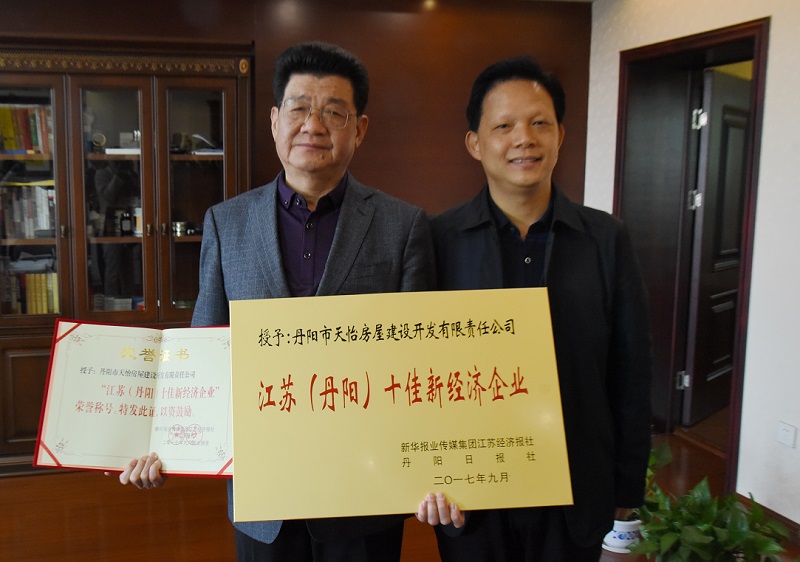 荣誉证书
授予：丹阳市天怡房屋建设开发有限责任公司
“江苏（丹阳）十佳新经济企业”
荣誉称号，特发此证，以资鼓励。
授予：丹阳市天怡房屋建设开发有限责任公司
江苏（丹阳）十佳新经济企业
新华报业传媒集团江苏经济报社
丹阳日报社
二〇一七年九月